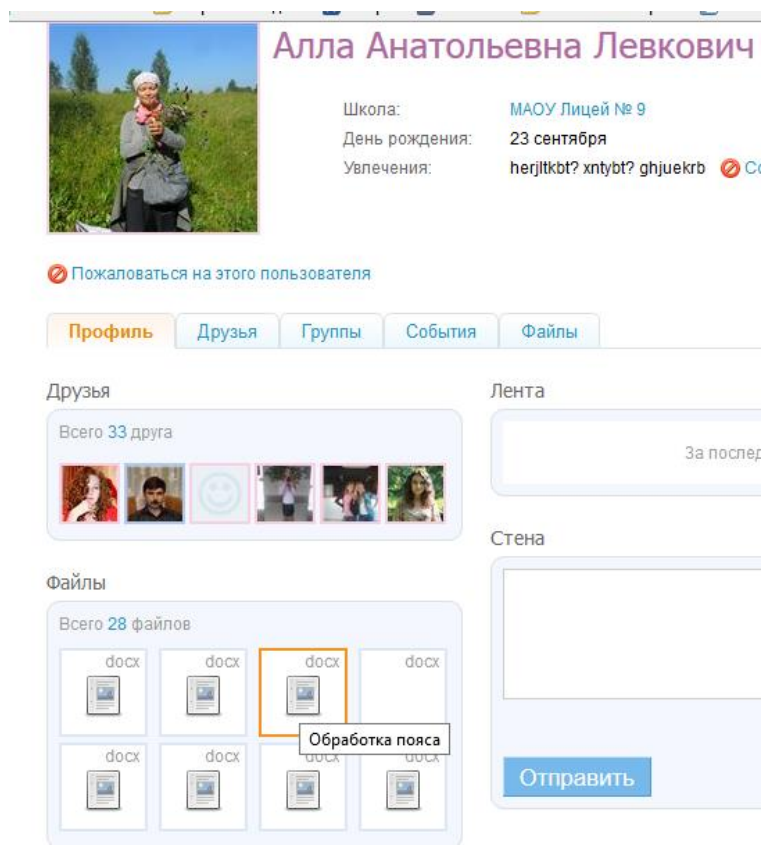 Алла Анатольевна Левкович
Школа: МАОУ Лицей № 9
День рождения: 23 сентября
Увлечения: herjltkbt? xntybt? ghjuekrb
Пожаловаться на этого пользователя
Профиль Друзья Группы События Файлы
Друзья
Всего 33 друга
Лента
За
Стена
Файлы
Всего 28 файлов
docx docx docx docx
Обработка пояса
docx docx docx docx
Отправить